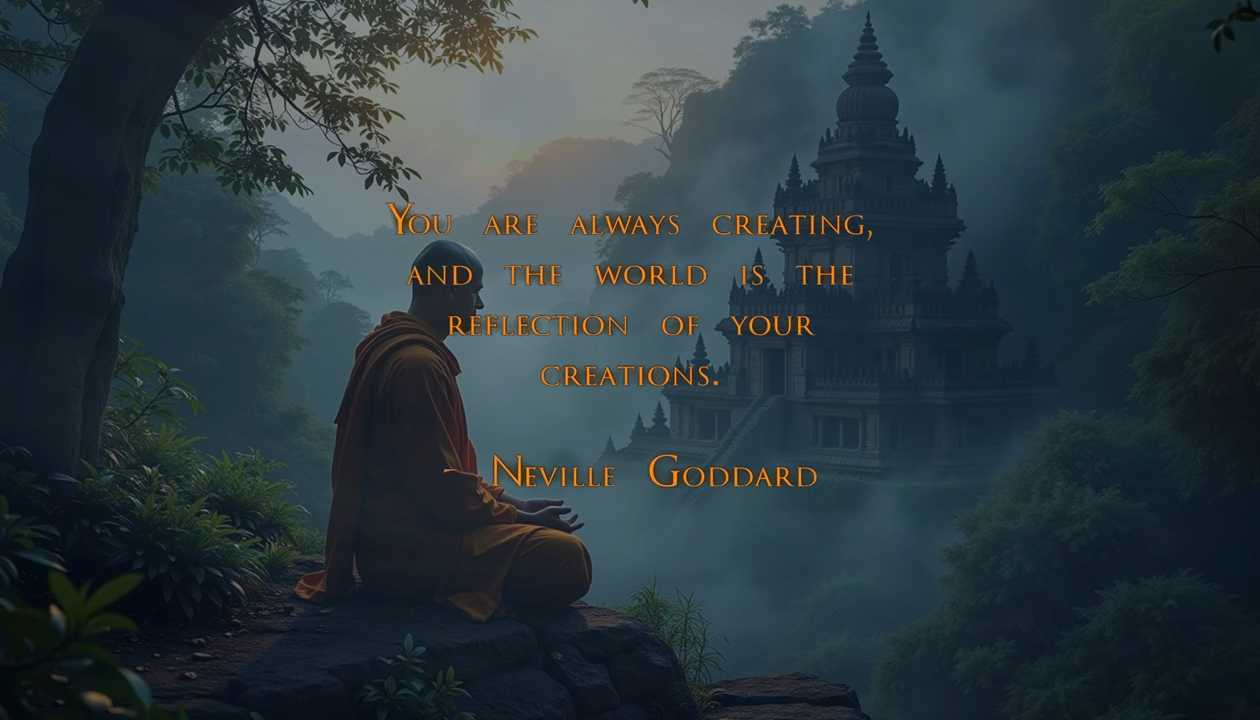 You are always creating,
and the world is the
reflection of your
creations.
– Neville Goddard